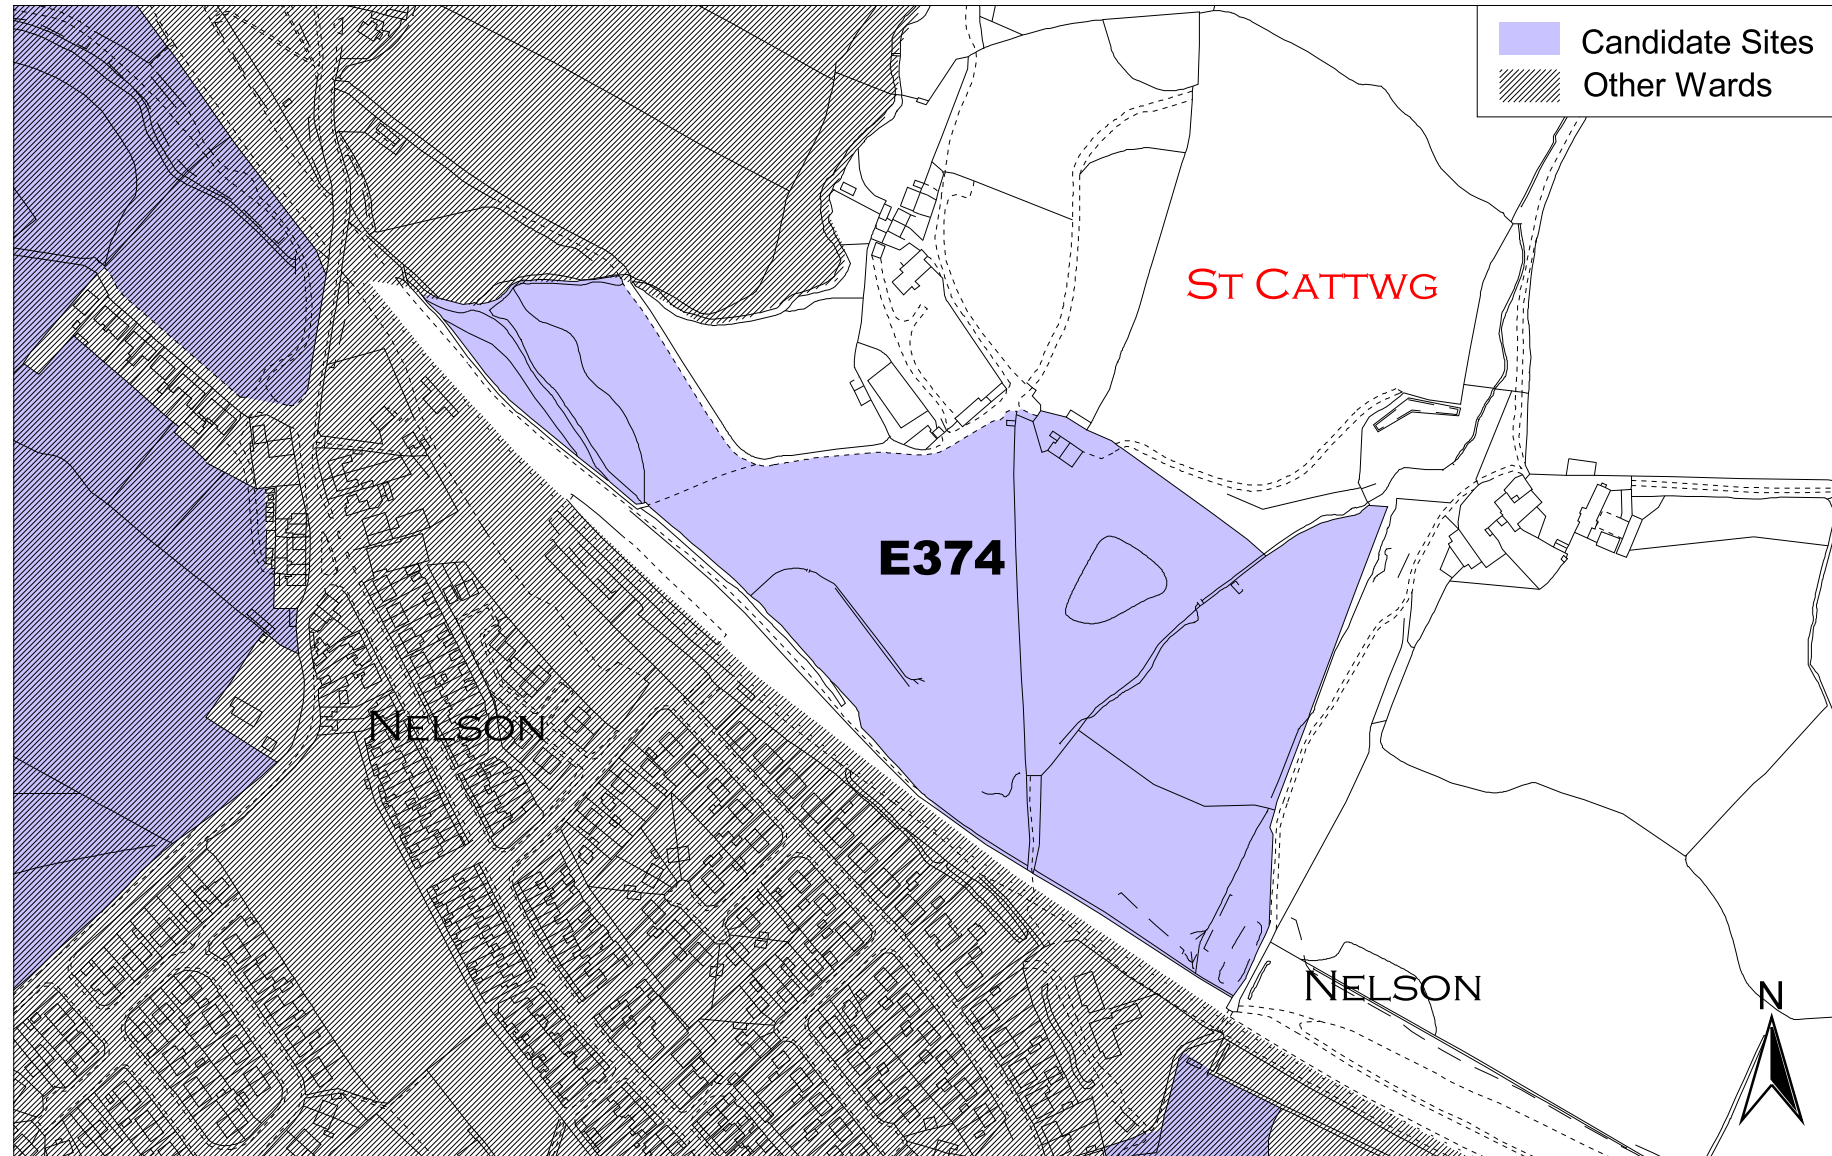 Candidate Sites
Other Wards
ST CATTWG
E374
NELSON
NELSON
N